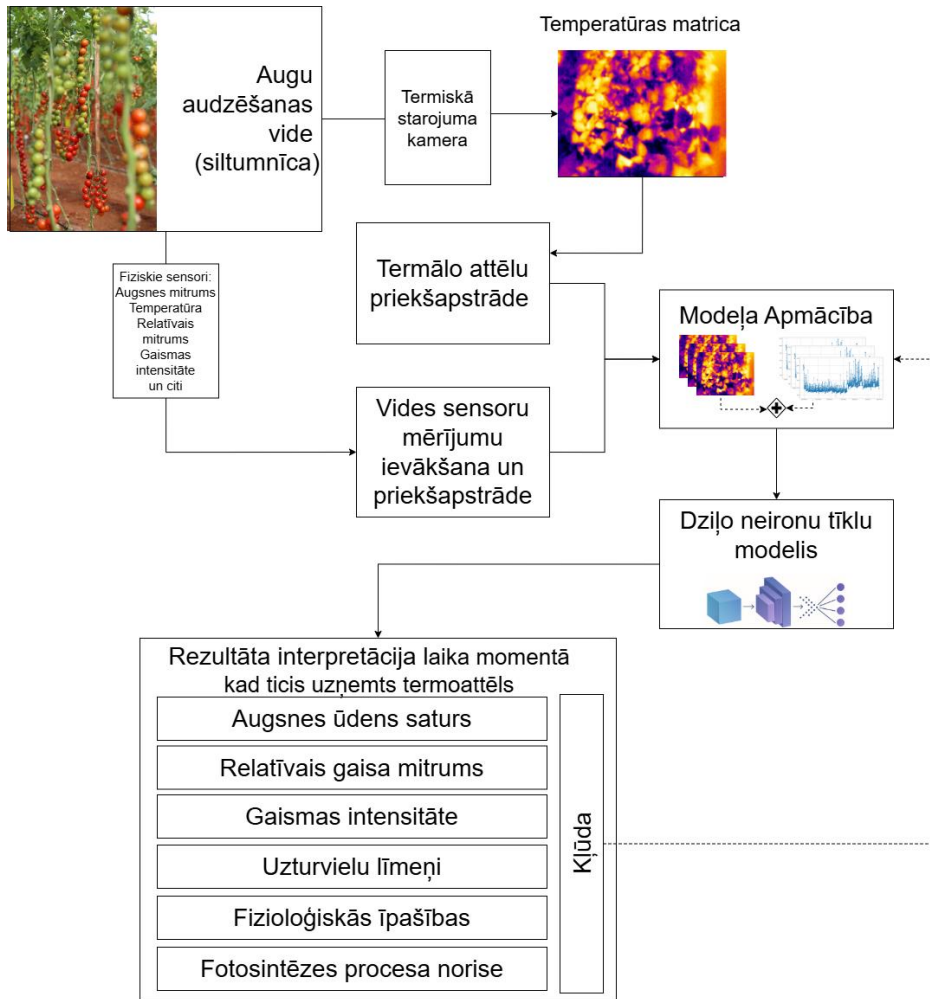 Temperatūras matrica
Augu
audzēšanas
vide
(siltumnīca)
Termiskā
starojuma
kamera
Termālo attēlu
priekšapstrāde
Fiziskie sensori:
Augsnes mitrums
Temperatūra
Relatīvais
mitrums
Gaismas
intensitāte
un citi
Modeļa Apmācība
Vides sensoru
mērījumu
ievākšana un
priekšapstrāde
Dziļo neironu tīklu
modelis
Rezultāta interpretācija laika momentā
kad ticis uzņemts termoattēls
Augsnes ūdens saturs
Relatīvais gaisa mitrums
Gaismas intensitāte
Uzturvielu līmeņi
Fizioloģiskās īpašības
Fotosintēzes procesa norise
Kļūda